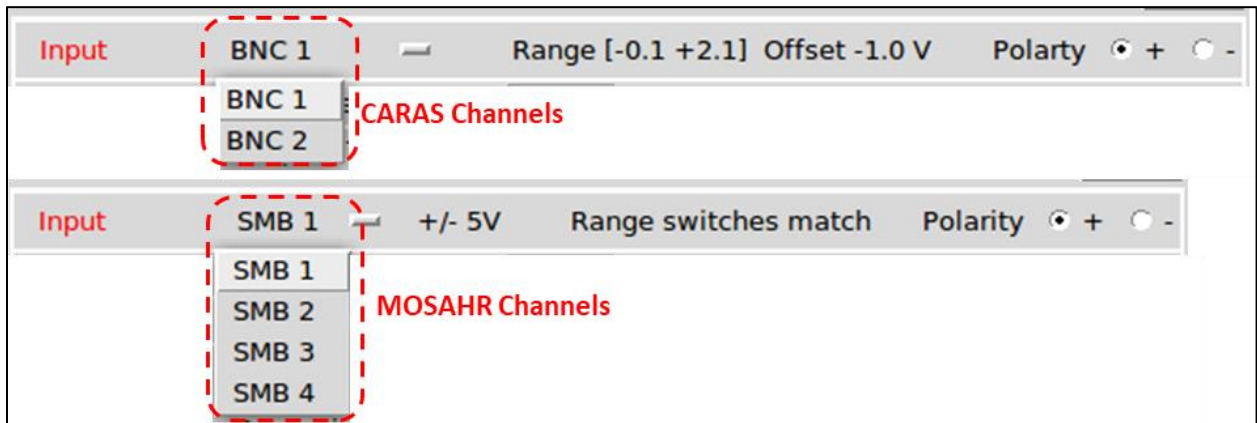 Input BNC 1 Range [-0.1 +2.1] Offset -1.0 V Polarty + -
BNC 1
CARAS Channels
BNC 2
Input SMB 1 +/- 5V Range switches match Polarity + -
SMB 1
SMB 2
MOSAHR Channels
SMB 3
SMB 4